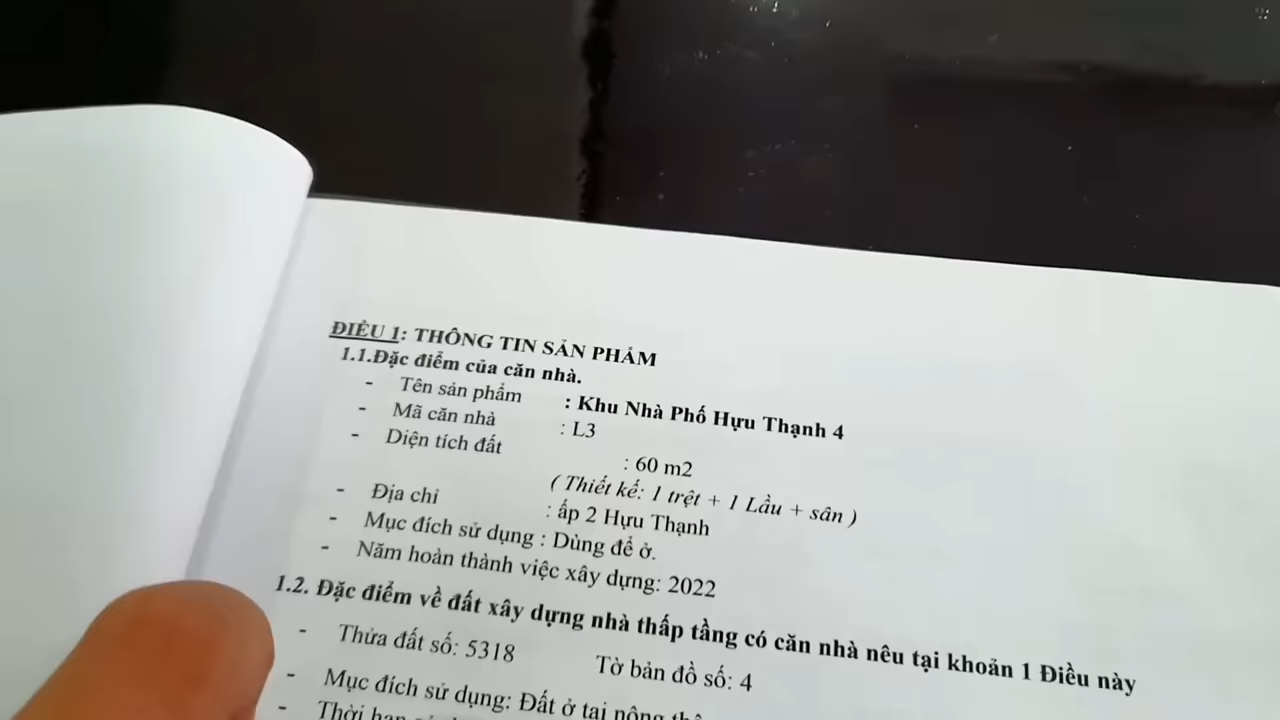 ĐIỀU 1: THÔNG TIN SẢN PHẨM
1.1.Đặc điểm của căn nhà.
- Tên sản phẩm : Khu Nhà Phố Hựu Thạnh 4
- Mã căn nhà : L3
- Diện tích đất : 60 m2
( Thiết kế: 1 trệt + 1 Lầu + sân )
- Địa chỉ : ấp 2 Hựu Thạnh
- Mục đích sử dụng : Dùng để ở.
- Năm hoàn thành việc xây dựng: 2022
1.2. Đặc điểm về đất xây dựng nhà thấp tầng có căn nhà nêu tại khoản 1 Điều này
- Thửa đất số: 5318 Tờ bản đồ số: 4
- Mục đích sử dụng: Đất ở tại nông
- Thời hạn